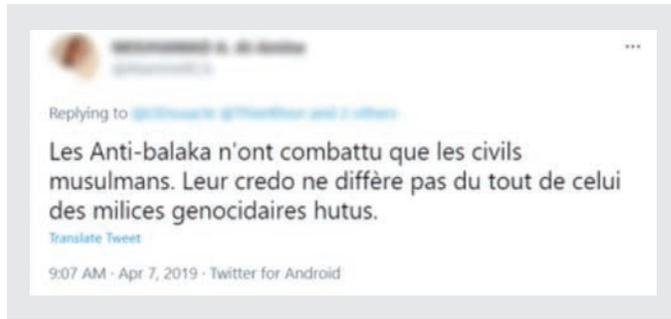 Replying to
Les Anti-balaka n'ont combattu que les civils
musulmans. Leur credo ne diffère pas du tout de celui
des milices genocidaires hutus.
Translate Tweet
9:07 AM · Apr 7, 2019 · Twitter for Android